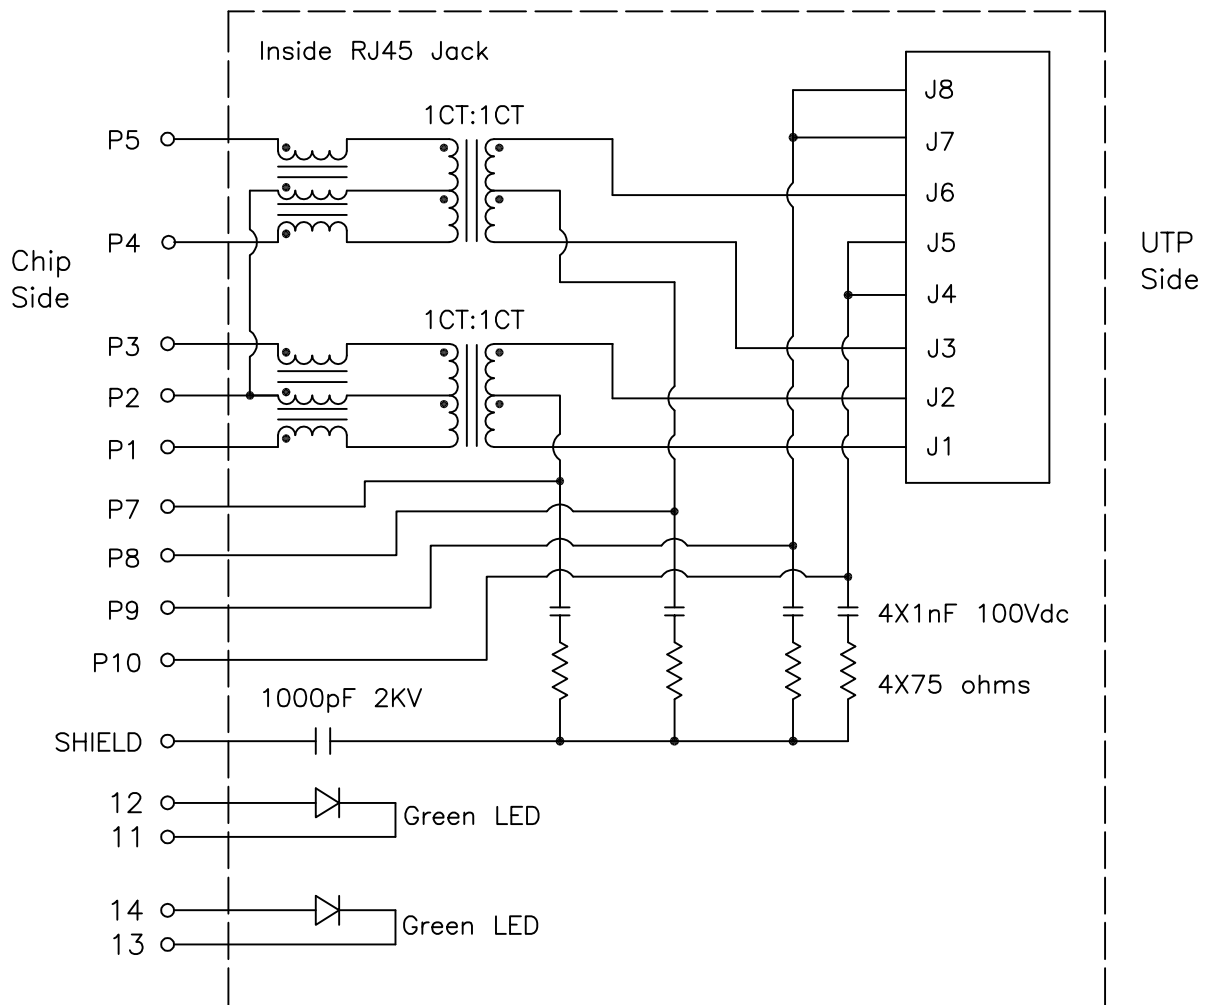 Inside RJ45 Jack
1CT:1CT
P5
P4
Chip
Side
1CT:1CT
P3
P2
P1
P7
P8
P9
P10
J8
J7
J6
J5
J4
J3
J2
J1
UTP
Side
4X1nF 100Vdc
4X75 ohms
1000pF 2KV
SHIELD
12
11
Green LED
14
13
Green LED